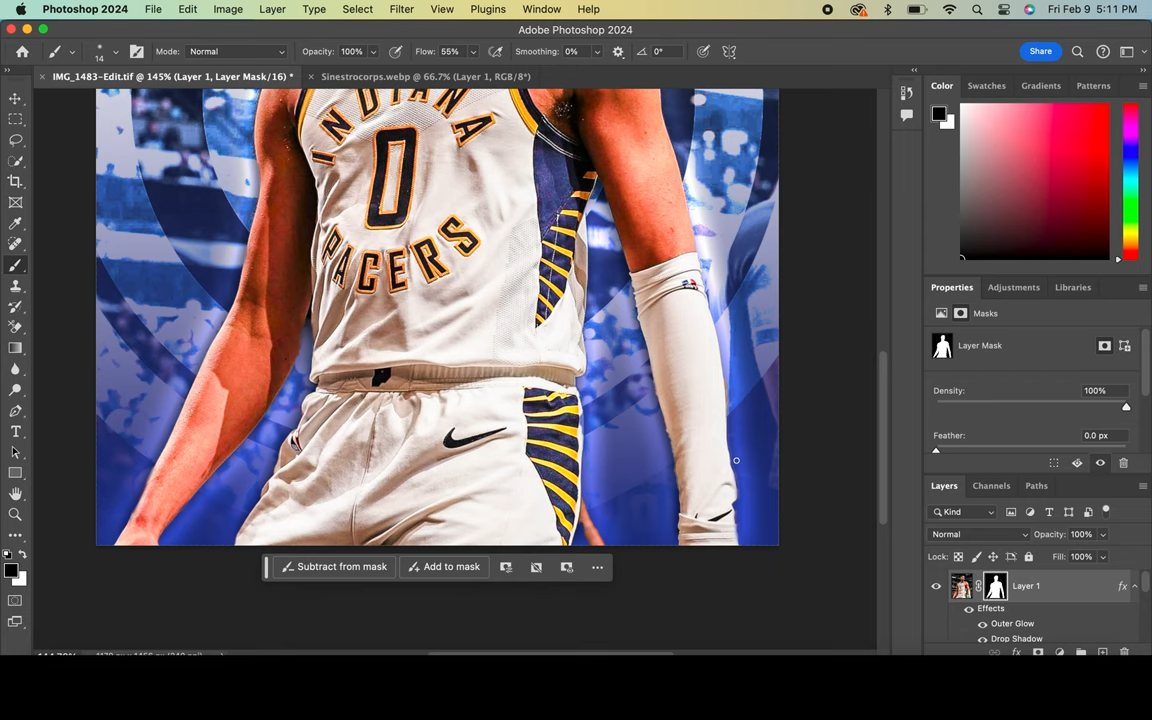 Adobe Photoshop 2024 File Edit Image Layer Type Select Filter View Plugins Window Help Fri Feb 9 5:11 PM
Adobe Photoshop 2024
14 Mode: Normal Opacity: 100% Flow: 55% Smoothing: 0% 0° Share
IMG_1483-Edit.tif @ 145% (Layer 1, Layer Mask/16) * Sinestrocorps.webp @ 66.7% (Layer 1, RGB/8*)
Color Swatches Gradients Patterns
INDIANA
0
PACERS
Properties Adjustments Libraries
Masks
Layer Mask
Density: 100%
Feather: 0.0 px
Layers Channels Paths
Kind
Normal Opacity: 100%
Lock: Fill: 100%
Layer 1 fx
Effects
Outer Glow
Drop Shadow
Subtract from mask Add to mask